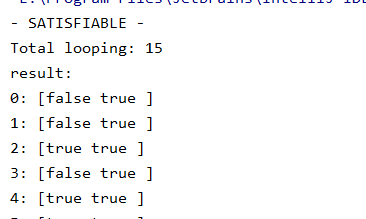 - SATISFIABLE -
Total looping: 15
result:
0: [false true ]
1: [false true ]
2: [true true ]
3: [false true ]
4: [true true ]